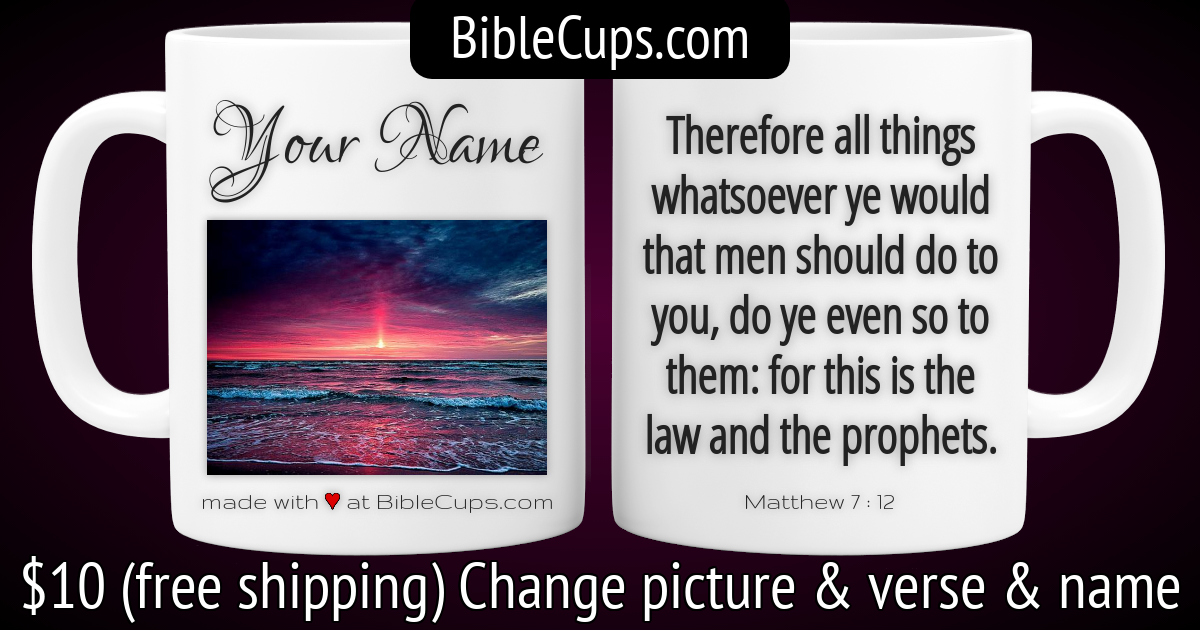 BibleCups.com
Your Name
made with ♥ at BibleCups.com
Therefore all things
whatsoever ye would
that men should do to
you, do ye even so to
them: for this is the
law and the prophets.
Matthew 7 : 12
$10 (free shipping) Change picture & verse & name